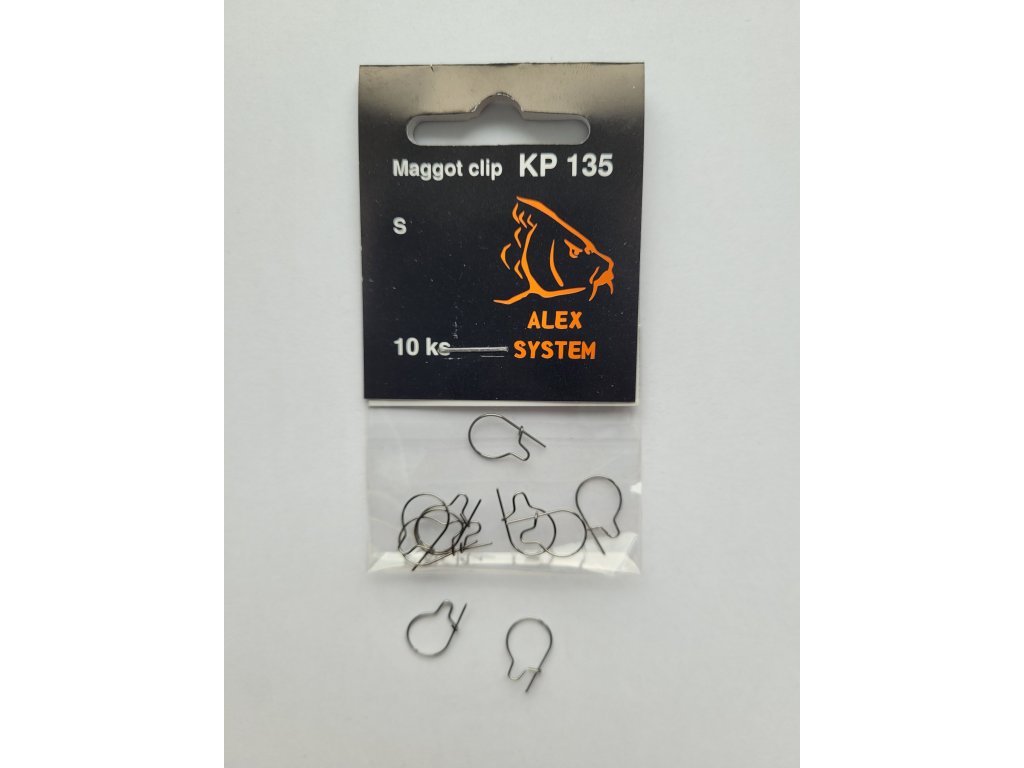 Maggot clip KP 135
S
10 ks
ALEX
SYSTEM